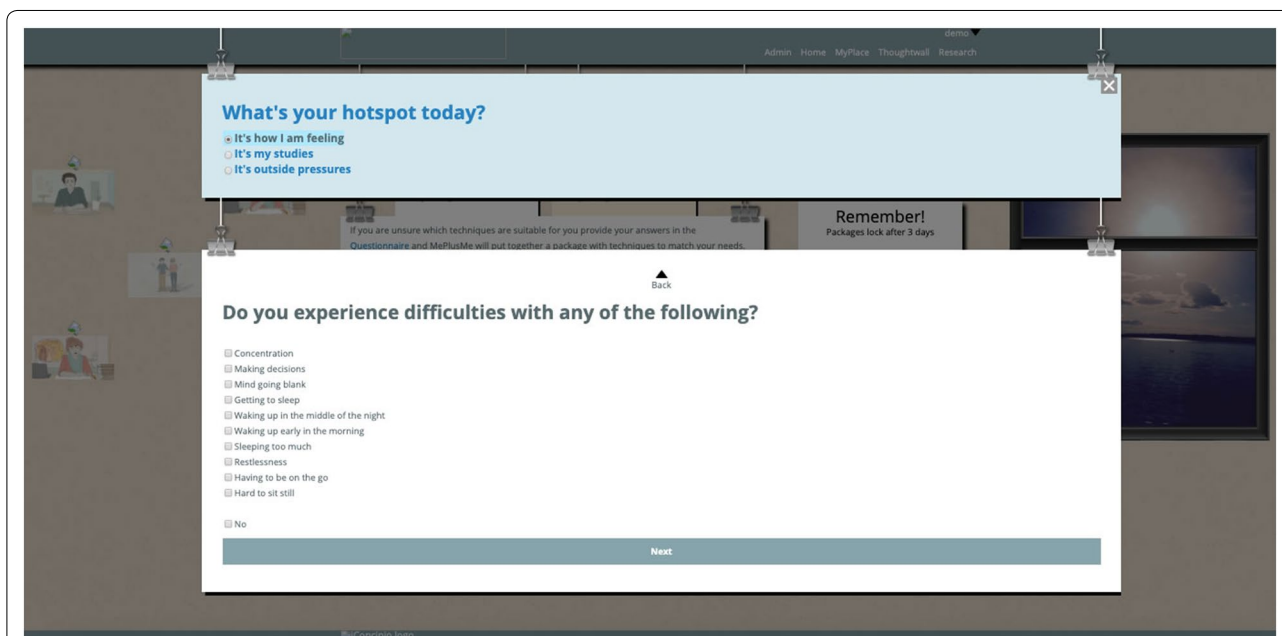 demo
Admin Home MyPlace Thoughtwall Research
What's your hotspot today?
It's how I am feeling
It's my studies
It's outside pressures
If you are unsure which techniques are suitable for you provide your answers in the
Questionnaire and MePlusMe will put together a package with techniques to match your needs.
Remember!
Packages lock after 3 days
Back
Do you experience difficulties with any of the following?
Concentration
Making decisions
Mind going blank
Getting to sleep
Waking up in the middle of the night
Waking up early in the morning
Sleeping too much
Restlessness
Having to be on the go
Hard to sit still
No
Next